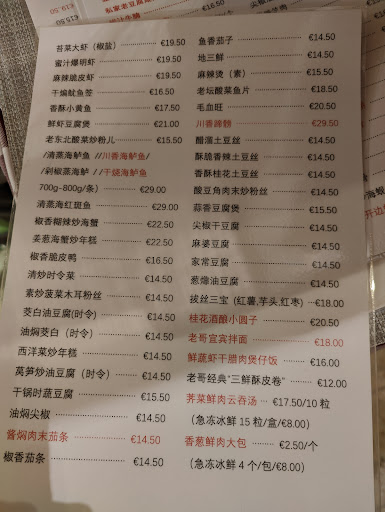 苔菜大虾（椒盐） €19.50
蜜汁爆明虾 €19.50
麻辣脆皮虾 €19.50
干煸鱿鱼签 €16.50
香酥小黄鱼 €17.50
鲜虾豆腐煲 €21.00
老东北酸菜炒粉儿 €15.50
/清蒸海鲈鱼 //川香海鲈鱼/
/剁椒蒸海鲈 //干烧海鲈鱼
700g-800g/条） €29.00
清蒸海红斑鱼 €29.00
椒香糊辣炒海蟹 €22.50
姜葱海蟹炒年糕 €22.50
椒香脆皮鸭 €16.50
清炒时令菜 €14.50
素炒菠菜木耳粉丝 €14.50
茭白油豆腐(时令） €14.50
油焖茭白（时令） €14.50
西洋菜炒年糕 €14.50
莴笋炒油豆腐（时令） €14.50
干锅时蔬豆腐 €15.50
油焖尖椒 €14.50
酱焖肉末茄条 €14.50
椒香茄条 €14.50
鱼香茄子 €14.50
地三鲜 €14.50
麻辣烫（素） €15.50
老坛酸菜鱼片 €18.50
毛血旺 €20.50
川香蹄髈 €29.50
醋溜土豆丝 €14.50
酥脆香辣土豆丝 €14.50
香酥桂花土豆丝 €14.50
酸豆角肉末炒粉丝 €14.50
蒜香豆腐煲 €15.50
尖椒干豆腐 €14.50
麻婆豆腐 €14.50
家常豆腐 €14.50
葱㸆油豆腐 €14.50
拔丝三宝 (红薯,芋头,红枣） €18.00
桂花酒酿小圆子 €20.50
老哥宜宾拌面 €18.00
鲜蔬虾干腊肉煲仔饭 €16.00
老哥经典"三鲜酥皮卷" €12.00
荠菜鲜肉云吞汤 €17.50/10 粒
（急冻冰鲜 15 粒/盒/€8.00）
香葱鲜肉大包 €2.50/个
（急冻冰鲜 4 个/包/€8.00)